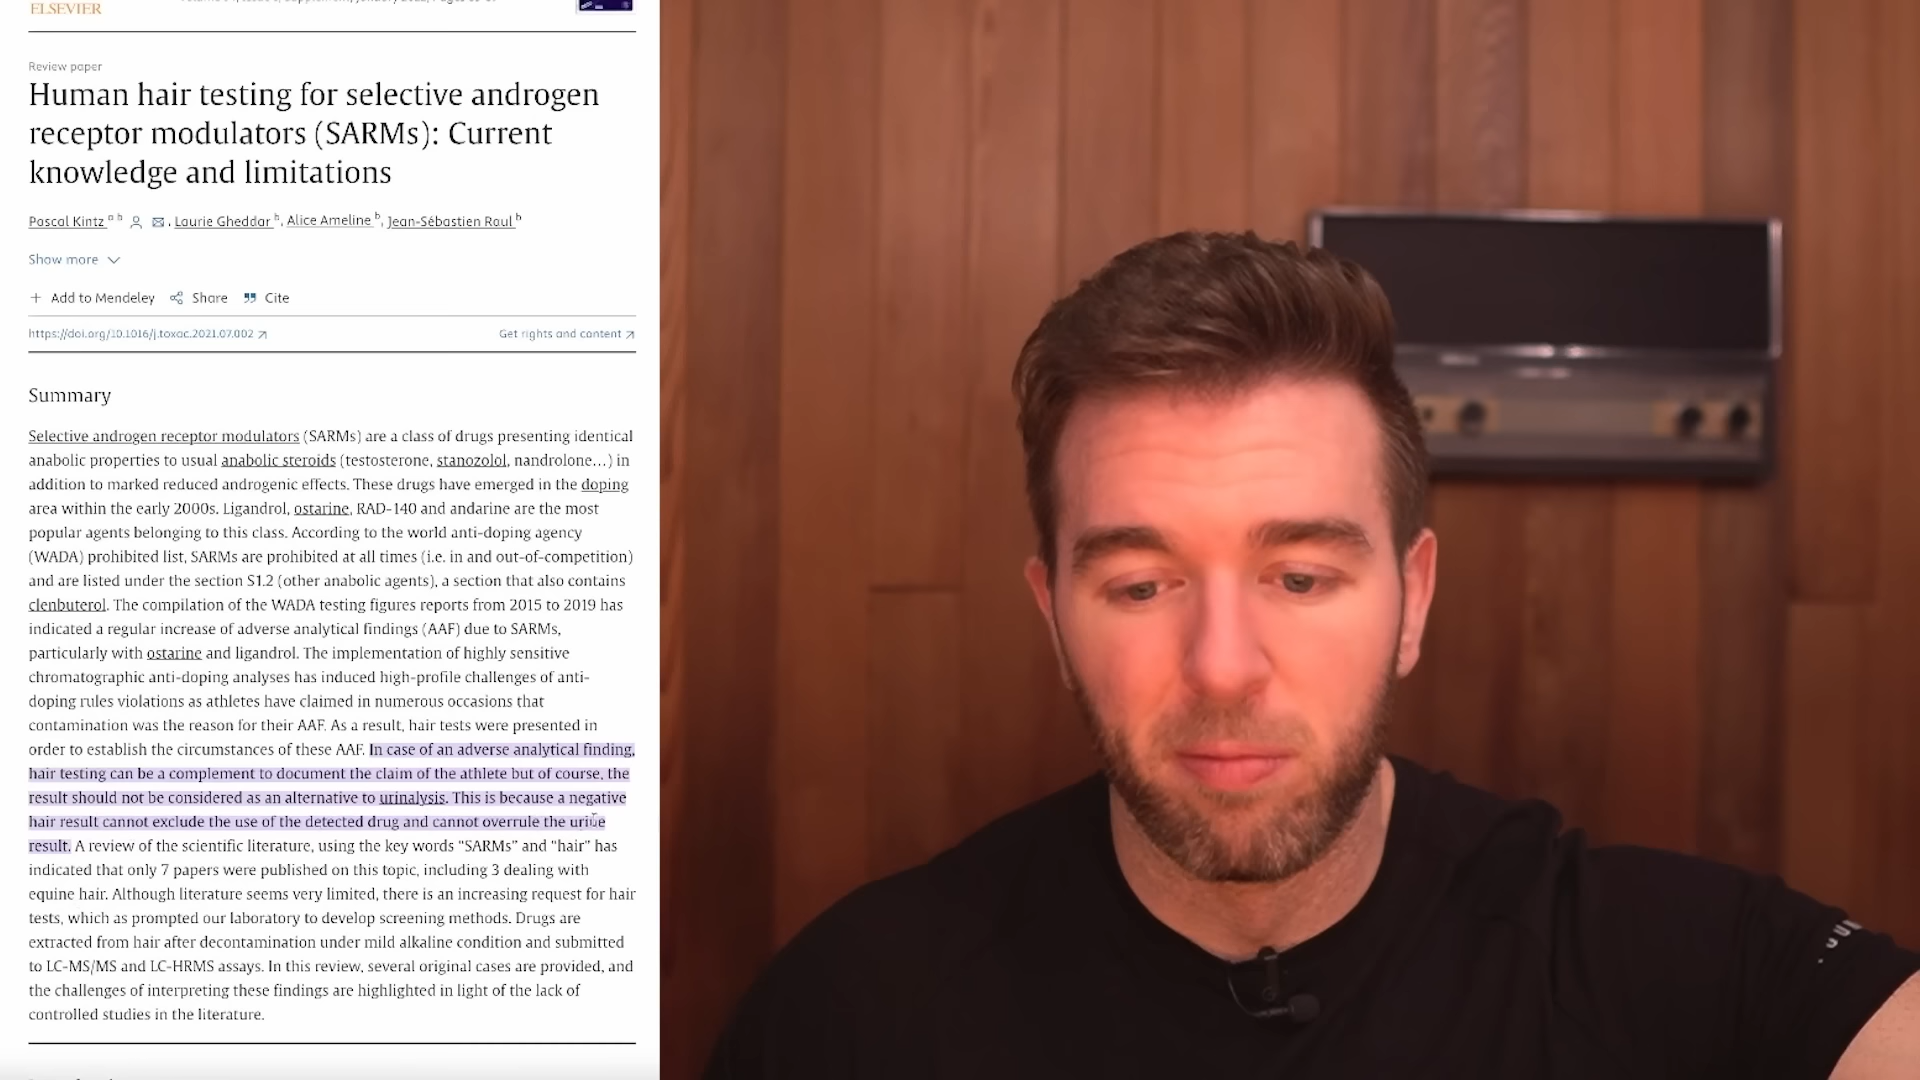 ELSEVIER
Review paper
Human hair testing for selective androgen
receptor modulators (SARMs): Current
knowledge and limitations
Pascal Kintz a b , Laurie Gheddar b, Alice Ameline b, Jean-Sébastien Raul b
Show more
+ Add to Mendeley Share Cite
https://doi.org/10.1016/j.toxac.2021.07.002 Get rights and content
Summary
Selective androgen receptor modulators (SARMs) are a class of drugs presenting identical
anabolic properties to usual anabolic steroids (testosterone, stanozolol, nandrolone…) in
addition to marked reduced androgenic effects. These drugs have emerged in the doping
area within the early 2000s. Ligandrol, ostarine, RAD-140 and andarine are the most
popular agents belonging to this class. According to the world anti-doping agency
(WADA) prohibited list, SARMs are prohibited at all times (i.e. in and out-of-competition)
and are listed under the section S1.2 (other anabolic agents), a section that also contains
clenbuterol. The compilation of the WADA testing figures reports from 2015 to 2019 has
indicated a regular increase of adverse analytical findings (AAF) due to SARMs,
particularly with ostarine and ligandrol. The implementation of highly sensitive
chromatographic anti-doping analyses has induced high-profile challenges of anti-
doping rules violations as athletes have claimed in numerous occasions that
contamination was the reason for their AAF. As a result, hair tests were presented in
order to establish the circumstances of these AAF. In case of an adverse analytical finding,
hair testing can be a complement to document the claim of the athlete but of course, the
result should not be considered as an alternative to urinalysis. This is because a negative
hair result cannot exclude the use of the detected drug and cannot overrule the urine
result. A review of the scientific literature, using the key words “SARMs” and “hair” has
indicated that only 7 papers were published on this topic, including 3 dealing with
equine hair. Although literature seems very limited, there is an increasing request for hair
tests, which as prompted our laboratory to develop screening methods. Drugs are
extracted from hair after decontamination under mild alkaline condition and submitted
to LC-MS/MS and LC-HRMS assays. In this review, several original cases are provided, and
the challenges of interpreting these findings are highlighted in light of the lack of
controlled studies in the literature.